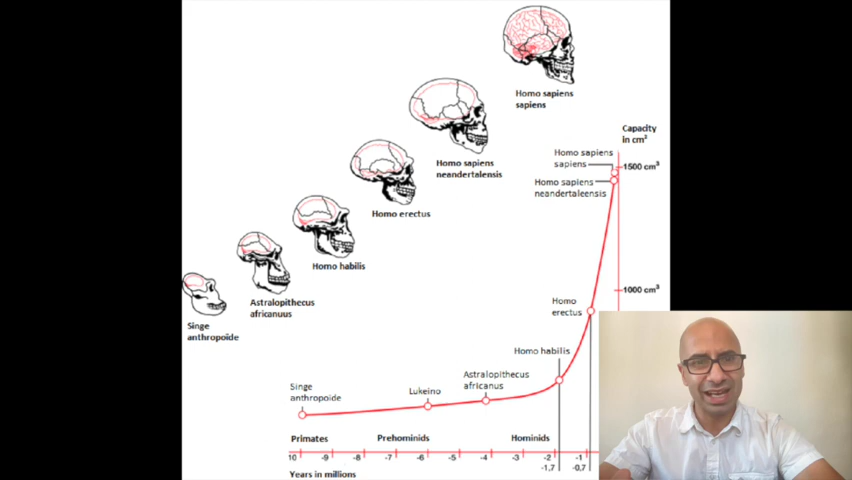 Homo sapiens
sapiens
Homo sapiens
neandertalensis
Homo erectus
Homo habilis
Astralopithecus
africanuus
Singe
anthropoïde
Capacity
in cm³
Homo sapiens
sapiens
1500 cm³
Homo sapiens
neandertaleensis
1000 cm³
Homo
erectus
Homo habilis
Astralopithecus
africanus
Lukeino
Singe
anthropoide
Primates
Prehominids
Hominids
10 -9 -8 -7 -6 -5 -4 -3 -2 -1
-1,7 -0,7
Years in millions